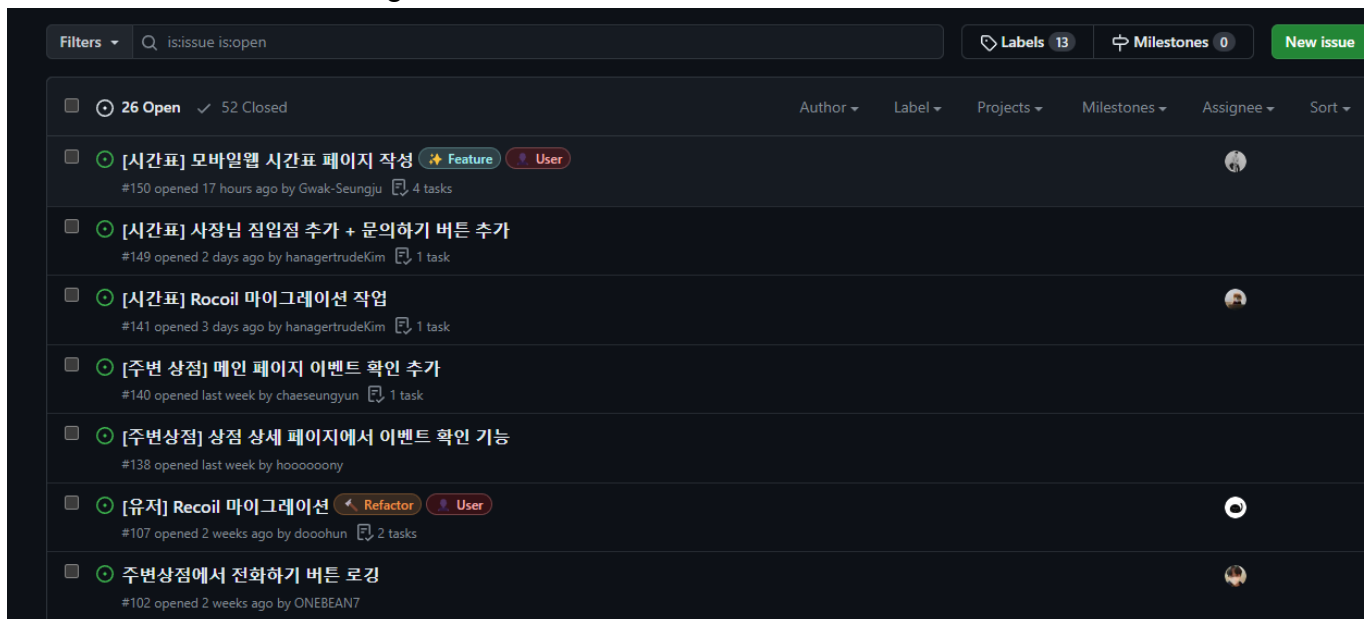 Filters
is:issue is:open
Labels 13
Milestones 0
New issue
26 Open 52 Closed
Author Label Projects Milestones Assignee Sort
[시간표] 모바일웹 시간표 페이지 작성 Feature User
#150 opened 17 hours ago by Gwak-Seungju 4 tasks
[시간표] 사장님 짐입점 추가 + 문의하기 버튼 추가
#149 opened 2 days ago by hanagertrudeKim 1 task
[시간표] Rocoil 마이그레이션 작업
#141 opened 3 days ago by hanagertrudeKim 1 task
[주변 상점] 메인 페이지 이벤트 확인 추가
#140 opened last week by chaeseungyun 1 task
[주변상점] 상점 상세 페이지에서 이벤트 확인 기능
#138 opened last week by hoooooony
[유저] Recoil 마이그레이션 Refactor User
#107 opened 2 weeks ago by dooohun 2 tasks
주변상점에서 전화하기 버튼 로깅
#102 opened 2 weeks ago by ONEBEAN7